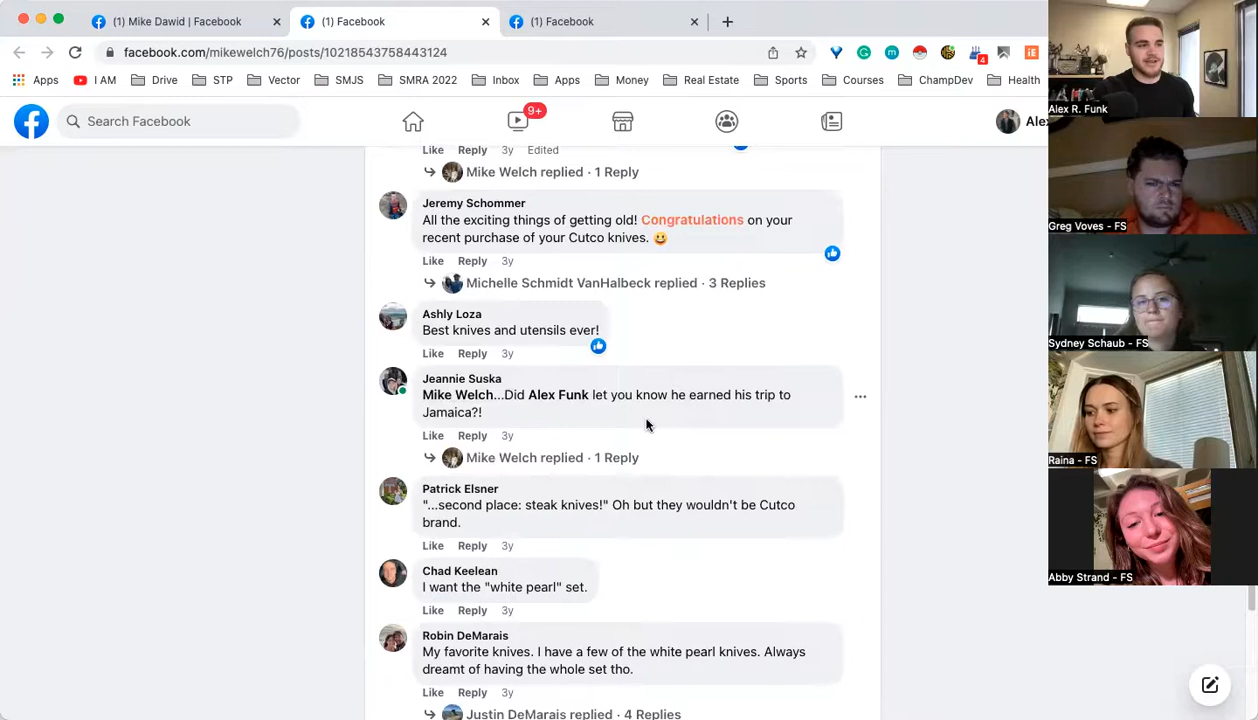 (1) Mike Dawid | Facebook
(1) Facebook
(1) Facebook
facebook.com/mikewelch76/posts/10218543758443124
Apps
I AM
Drive
STP
Vector
SMJS
SMRA 2022
Inbox
Apps
Money
Real Estate
Sports
Courses
ChampDev
Health
4
Search Facebook
9+
Alex
Like Reply 3y Edited
Mike Welch replied · 1 Reply
Jeremy Schommer
All the exciting things of getting old! Congratulations on your
recent purchase of your Cutco knives.
Like Reply 3y
Michelle Schmidt VanHalbeck replied · 3 Replies
Ashly Loza
Best knives and utensils ever!
Like Reply 3y
Jeannie Suska
Mike Welch...Did Alex Funk let you know he earned his trip to
Jamaica?!
Like Reply 3y
Mike Welch replied · 1 Reply
Patrick Elsner
"...second place: steak knives!" Oh but they wouldn't be Cutco
brand.
Like Reply 3y
Chad Keelean
I want the "white pearl" set.
Like Reply 3y
Robin DeMarais
My favorite knives. I have a few of the white pearl knives. Always
dreamt of having the whole set tho.
Like Reply 3y
Justin DeMarais replied · 4 Replies
Alex R. Funk
Greg Voves - FS
Sydney Schaub - FS
Raina - FS
Abby Strand - FS